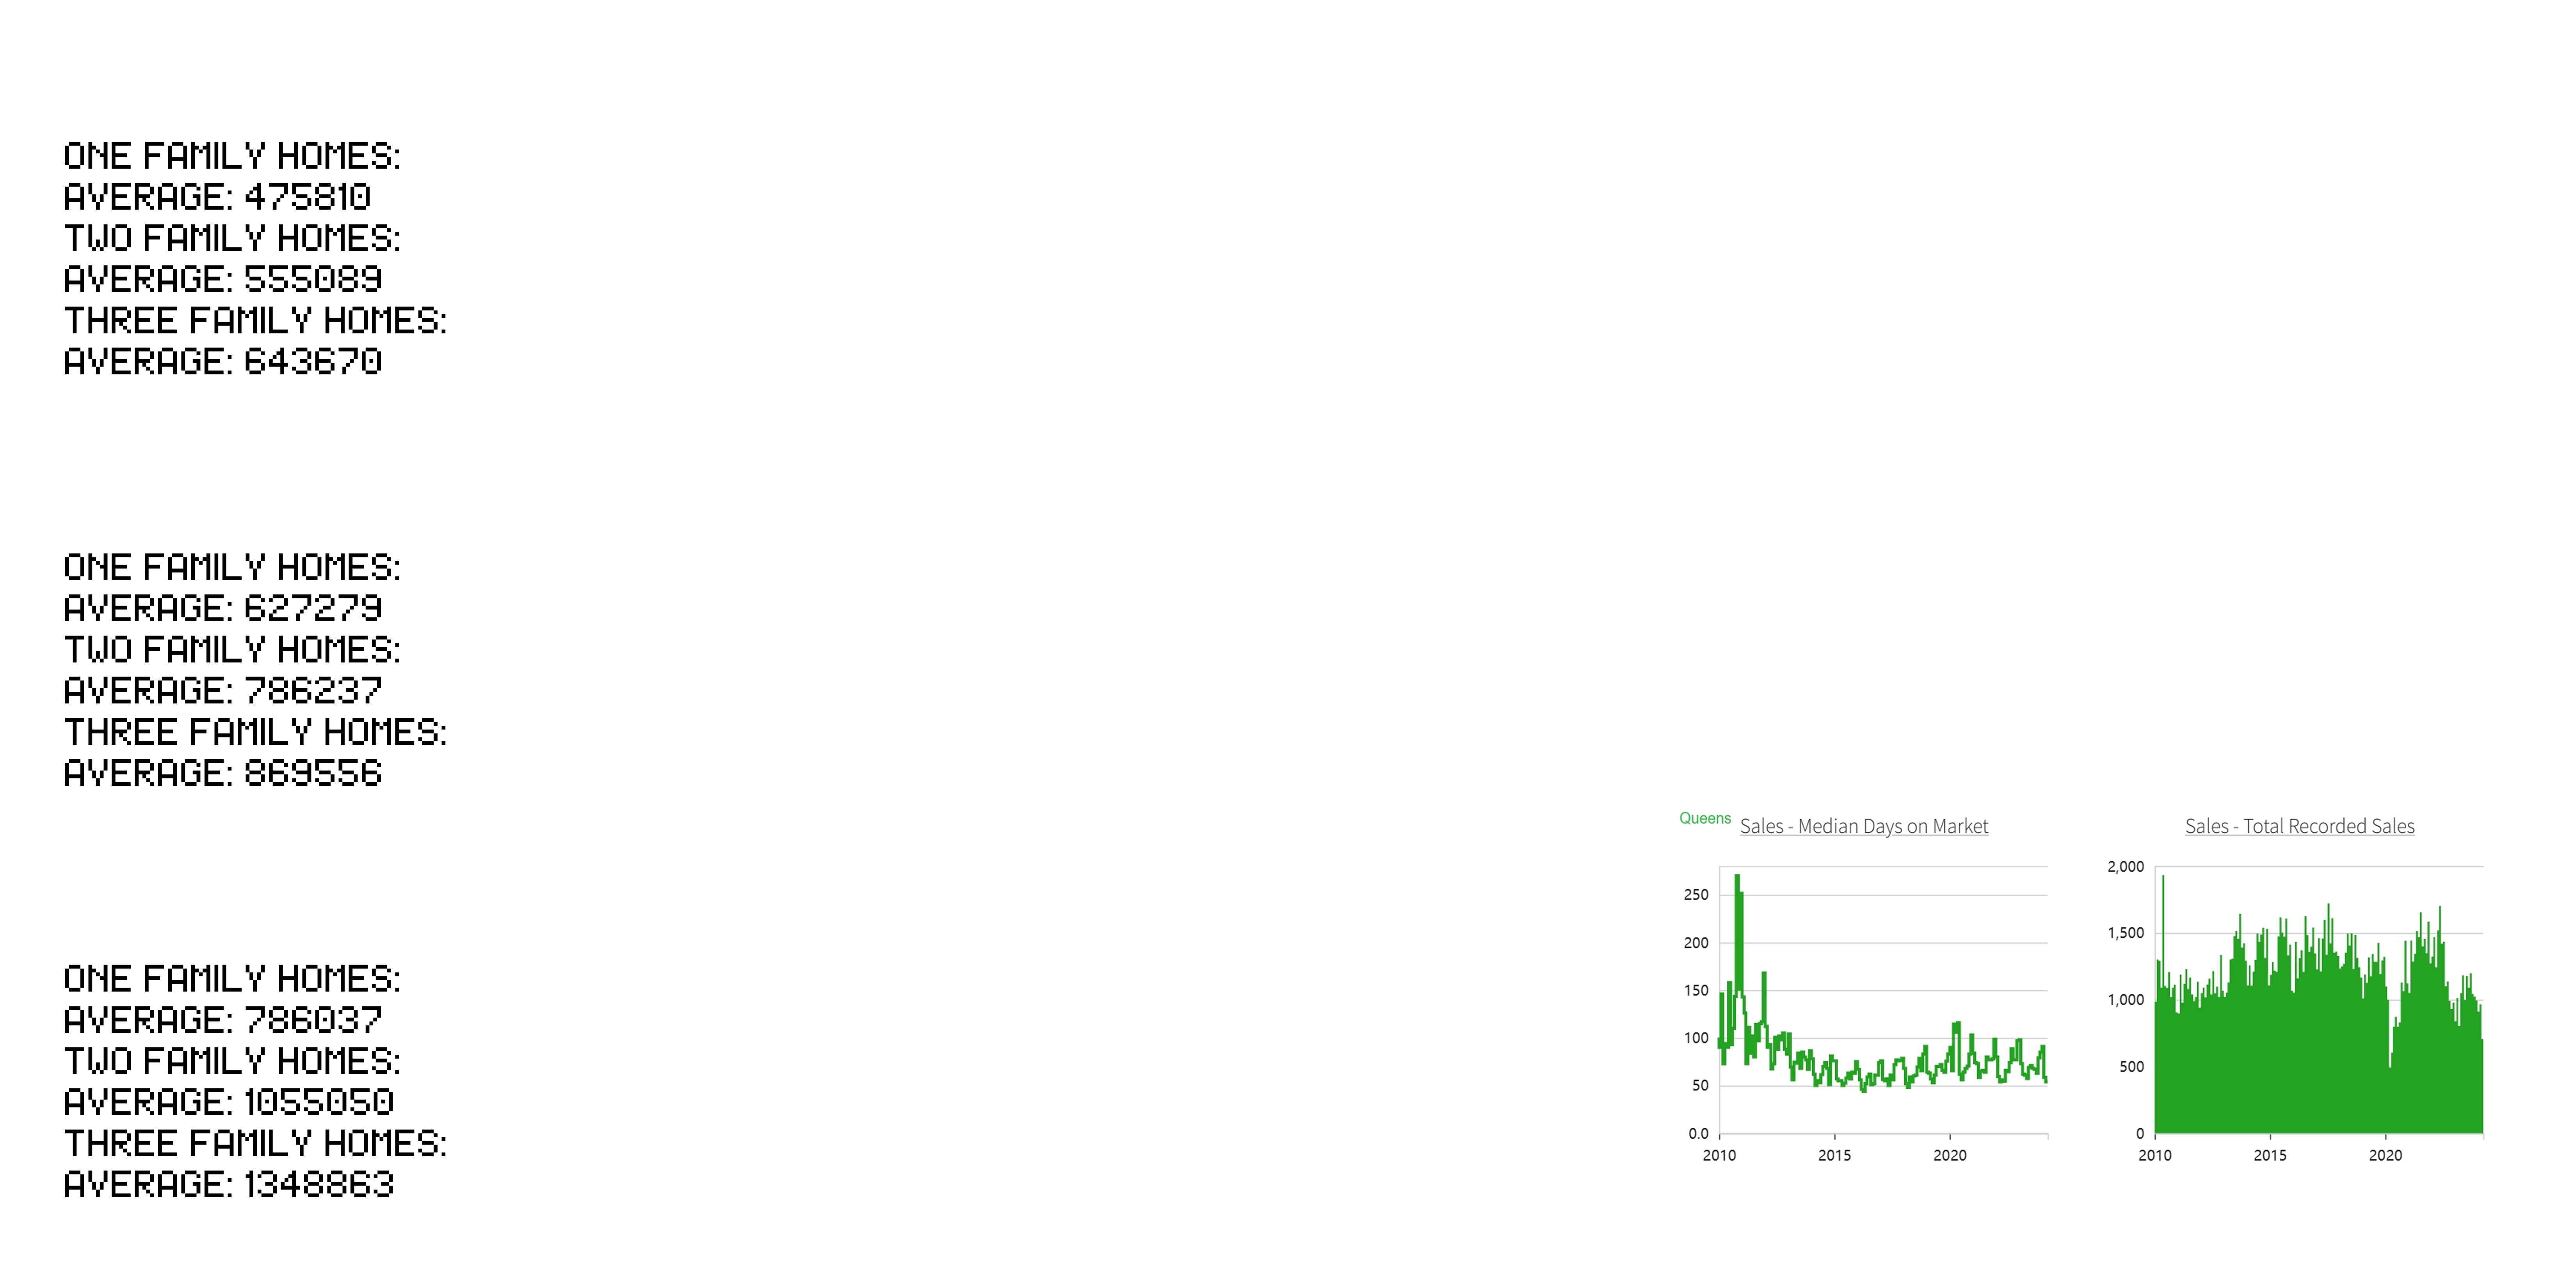 ONE FAMILY HOMES:
AVERAGE: 475810
TWO FAMILY HOMES:
AVERAGE: 555089
THREE FAMILY HOMES:
AVERAGE: 643670
ONE FAMILY HOMES:
AVERAGE: 627279
TWO FAMILY HOMES:
AVERAGE: 786237
THREE FAMILY HOMES:
AVERAGE: 869556
ONE FAMILY HOMES:
AVERAGE: 786037
TWO FAMILY HOMES:
AVERAGE: 1055050
THREE FAMILY HOMES:
AVERAGE: 1348863
Queens
Sales - Median Days on Market
250
200
150
100
50
0.0
2010 2015 2020
Sales - Total Recorded Sales
2,000
1,500
1,000
500
0
2010 2015 2020